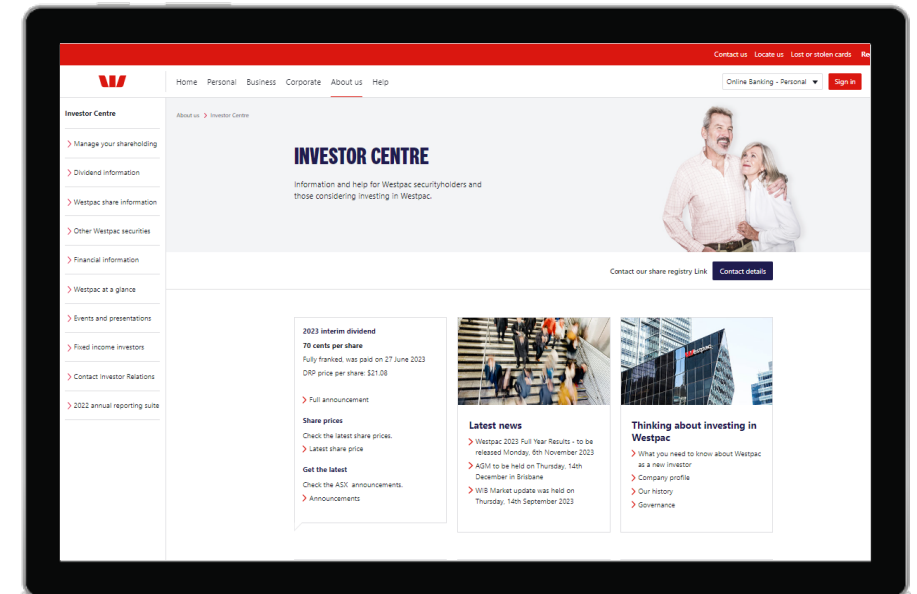 Contact us Locate us Lost or stolen cards Re
Home Personal Business Corporate About us Help
Online Banking - Personal
Sign in
Investor Centre
Manage your shareholding
Dividend information
Westpac share information
Other Westpac securities
Financial information
Westpac at a glance
Events and presentations
Fixed income investors
Contact Investor Relations
2022 annual reporting suite
About us Investor Centre
INVESTOR CENTRE
Information and help for Westpac securityholders and
those considering investing in Westpac.
Contact our share registry Link
Contact details
2023 interim dividend
70 cents per share
Fully franked, was paid on 27 June 2023
DRP price per share: $21.08
Full announcement
Share prices
Check the latest share prices.
Latest share price
Get the latest
Check the ASX announcements.
Announcements
Latest news
Westpac 2023 Full Year Results - to be
released Monday, 6th November 2023
AGM to be held on Thursday, 14th
December in Brisbane
WIB Market update was held on
Thursday, 14th September 2023
Westpac
Thinking about investing in
Westpac
What you need to know about Westpac
as a new investor
Company profile
Our history
Governance